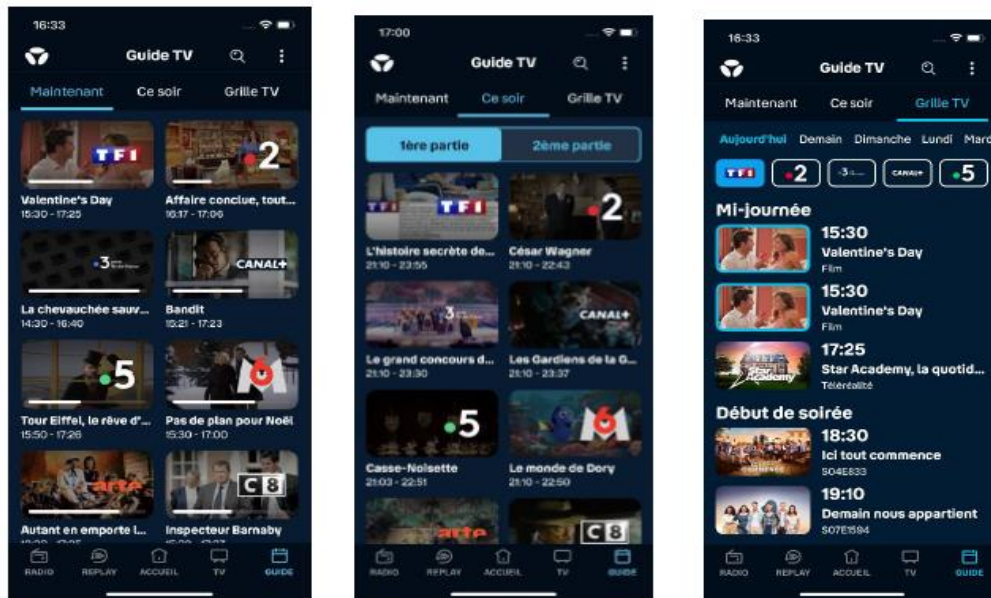 16:33
Guide TV
Maintenant Ce soir Grille TV
TF1
2
Valentine's Day
15:30 - 17:25
Affaire conclue, tout...
16:17 - 17:06
3
CANAL+
La chevauchée sauv...
14:30 - 16:40
Bandit
15:21 - 17:23
5
M6
Tour Eiffel, le rêve d'...
15:50 - 17:26
Pas de plan pour Noël
15:30 - 17:00
arte
C8
Autant en emporte l...
Inspecteur Barnaby
RADIO REPLAY ACCUEIL TV GUIDE
17:00
Guide TV
Maintenant Ce soir Grille TV
1ère partie 2ème partie
TF1
2
L'histoire secrète de...
21:10 - 23:55
César Wagner
21:10 - 22:43
3
CANAL+
Le grand concours d...
21:10 - 23:30
Les Gardiens de la G...
21:10 - 23:37
5
M6
Casse-Noisette
21:03 - 22:51
Le monde de Dory
21:10 - 22:50
arte
C8
RADIO REPLAY ACCUEIL TV GUIDE
16:33
Guide TV
Maintenant Ce soir Grille TV
Aujourd'hui Demain Dimanche Lundi Mard
TF1 2 3 CANAL+ 5
Mi-journée
15:30
Valentine's Day
Film
15:30
Valentine's Day
Film
17:25
Star Academy, la quotid...
Téléréalité
Star Academy
Début de soirée
18:30
Ici tout commence
S04E833
19:10
Demain nous appartient
S07E1594
RADIO REPLAY ACCUEIL TV GUIDE